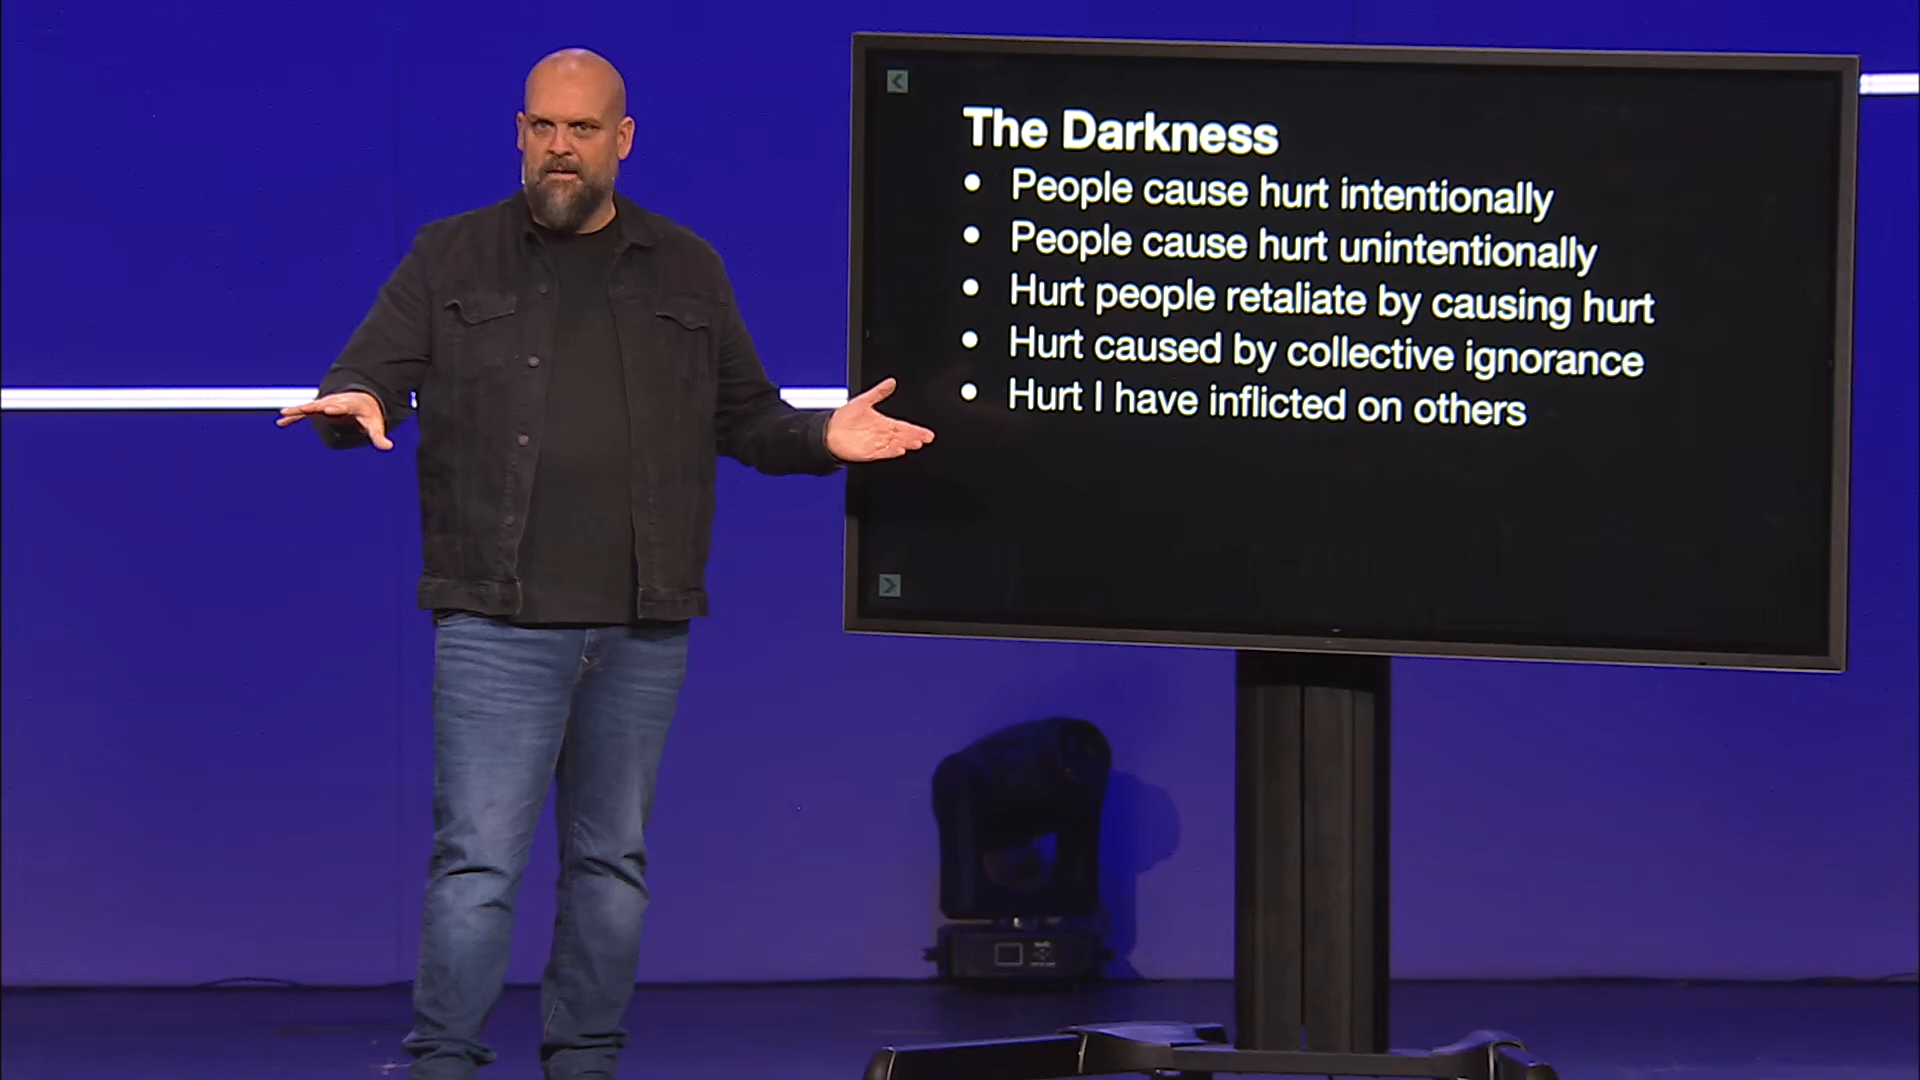 The Darkness
• People cause hurt intentionally
• People cause hurt unintentionally
• Hurt people retaliate by causing hurt
• Hurt caused by collective ignorance
• Hurt I have inflicted on others